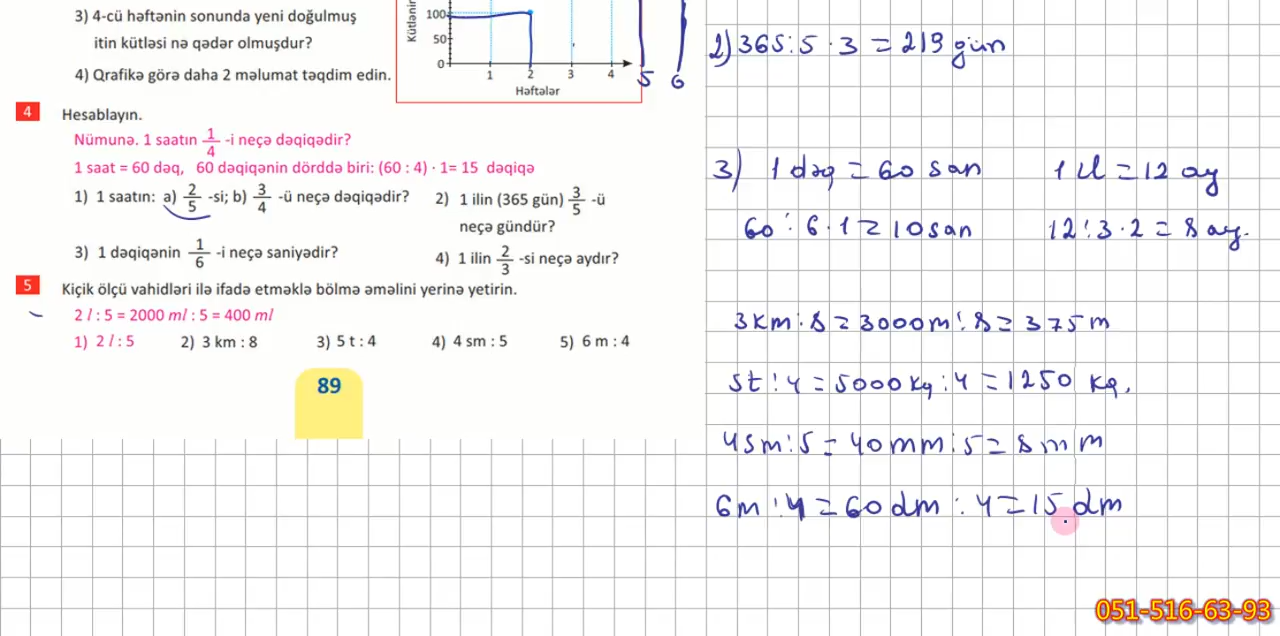 3) 4-cü həftənin sonunda yeni doğulmuş
itin kütləsi nə qədər olmuşdur?
4) Qrafikə görə daha 2 məlumat təqdim edin.
Kütlənin
100
50
0
1 2 3 4 5 6
Həftələr
4 Hesablayın.
Nümunə. 1 saatın 1/4 -i neçə dəqiqədir?
1 saat = 60 dəq, 60 dəqiqənin dörddə biri: (60 : 4) · 1= 15 dəqiqə
1) 1 saatın: a) 2/5 -si; b) 3/4 -ü neçə dəqiqədir?
2) 1 ilin (365 gün) 3/5 -ü
neçə gündür?
3) 1 dəqiqənin 1/6 -i neçə saniyədir?
4) 1 ilin 2/3 -si neçə aydır?
5 Kiçik ölçü vahidləri ilə ifadə etməklə bölmə əməlini yerinə yetirin.
2 l : 5 = 2000 ml : 5 = 400 ml
1) 2 l : 5 2) 3 km : 8 3) 5 t : 4 4) 4 sm : 5 5) 6 m : 4
89
2) 365 : 5 · 3 = 219 gün
3) 1 dəq = 60 san
60 : 6 · 1 = 10 san
1 il = 12 ay
12 : 3 · 2 = 8 ay.
3 km : 8 = 3000 m : 8 = 375 m
5t : 4 = 5000 kq : 4 = 1250 kq.
4sm : 5 = 40 mm : 5 = 8 mm
6m : 4 = 60 dm : 4 = 15 dm
051-516-63-93